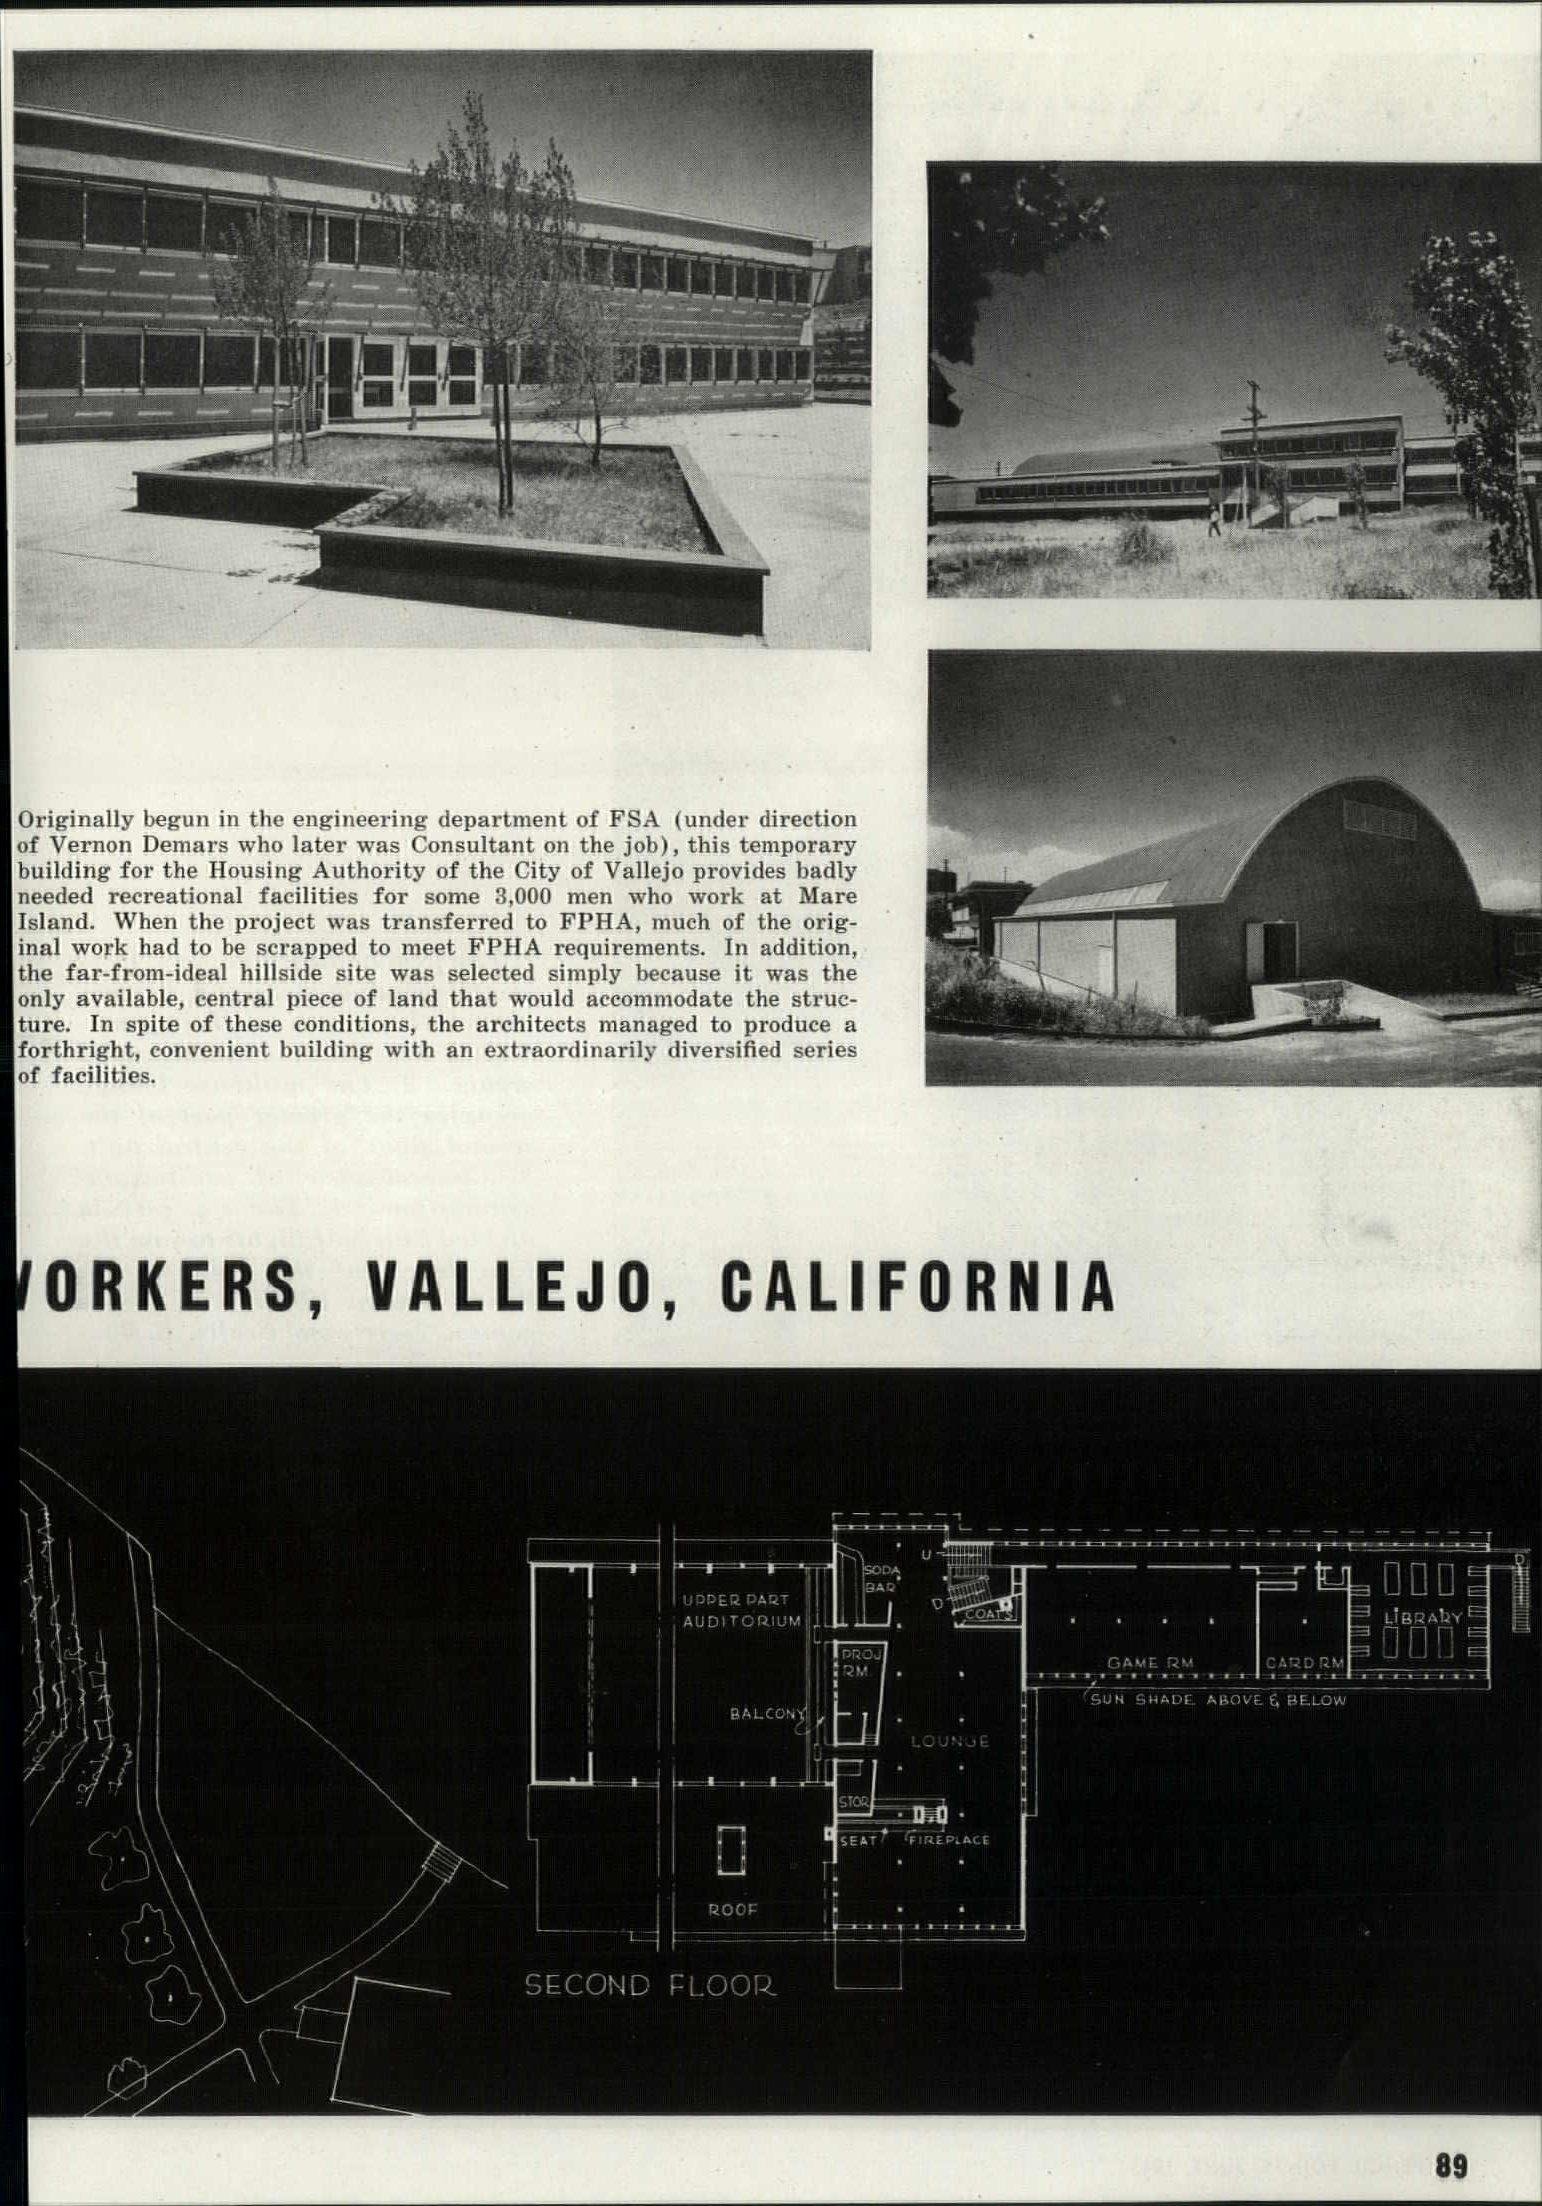 Originally begun in the engineering department of FSA (under direction
of Vernon Demars who later was Consultant on the job), this temporary
building for the Housing Authority of the City of Vallejo provides badly
needed recreational facilities for some 3,000 men who work at Mare
Island. When the project was transferred to FPHA, much of the orig-
inal work had to be scrapped to meet FPHA requirements. In addition,
the far-from-ideal hillside site was selected simply because it was the
only available, central piece of land that would accommodate the struc-
ture. In spite of these conditions, the architects managed to produce a
forthright, convenient building with an extraordinarily diversified series
of facilities.
WORKERS, VALLEJO, CALIFORNIA
U
D
SODA
BAR
UPPER PART
AUDITORIUM
D
COATS
LIBRARY
PROJ
RM
GAME RM
CARD RM
SUN SHADE ABOVE & BELOW
BALCONY
LOUNGE
STOR
SEAT
FIREPLACE
ROOF
SECOND FLOOR
89